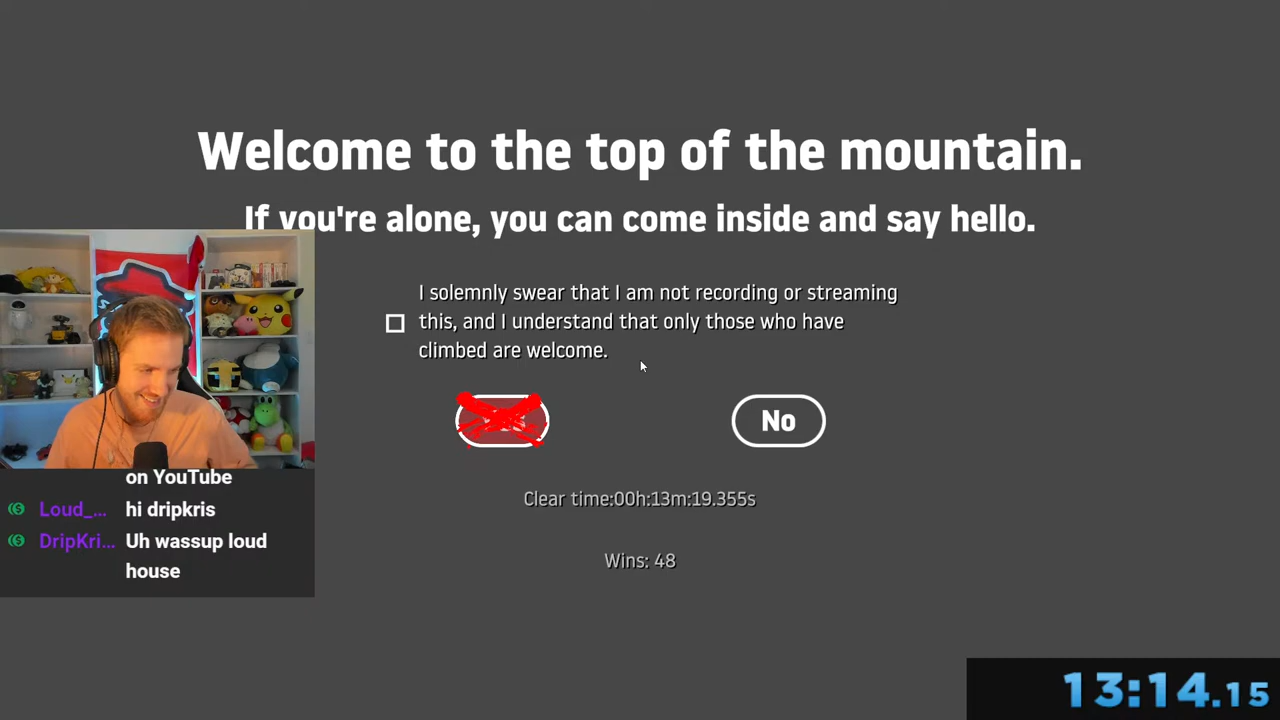 Welcome to the top of the mountain.
If you're alone, you can come inside and say hello.
I solemnly swear that I am not recording or streaming
this, and I understand that only those who have
climbed are welcome.
No
Clear time:00h:13m:19.355s
Wins: 48
on YouTube
Loud_... hi dripkris
DripKri... Uh wassup loud
house
13:14.15